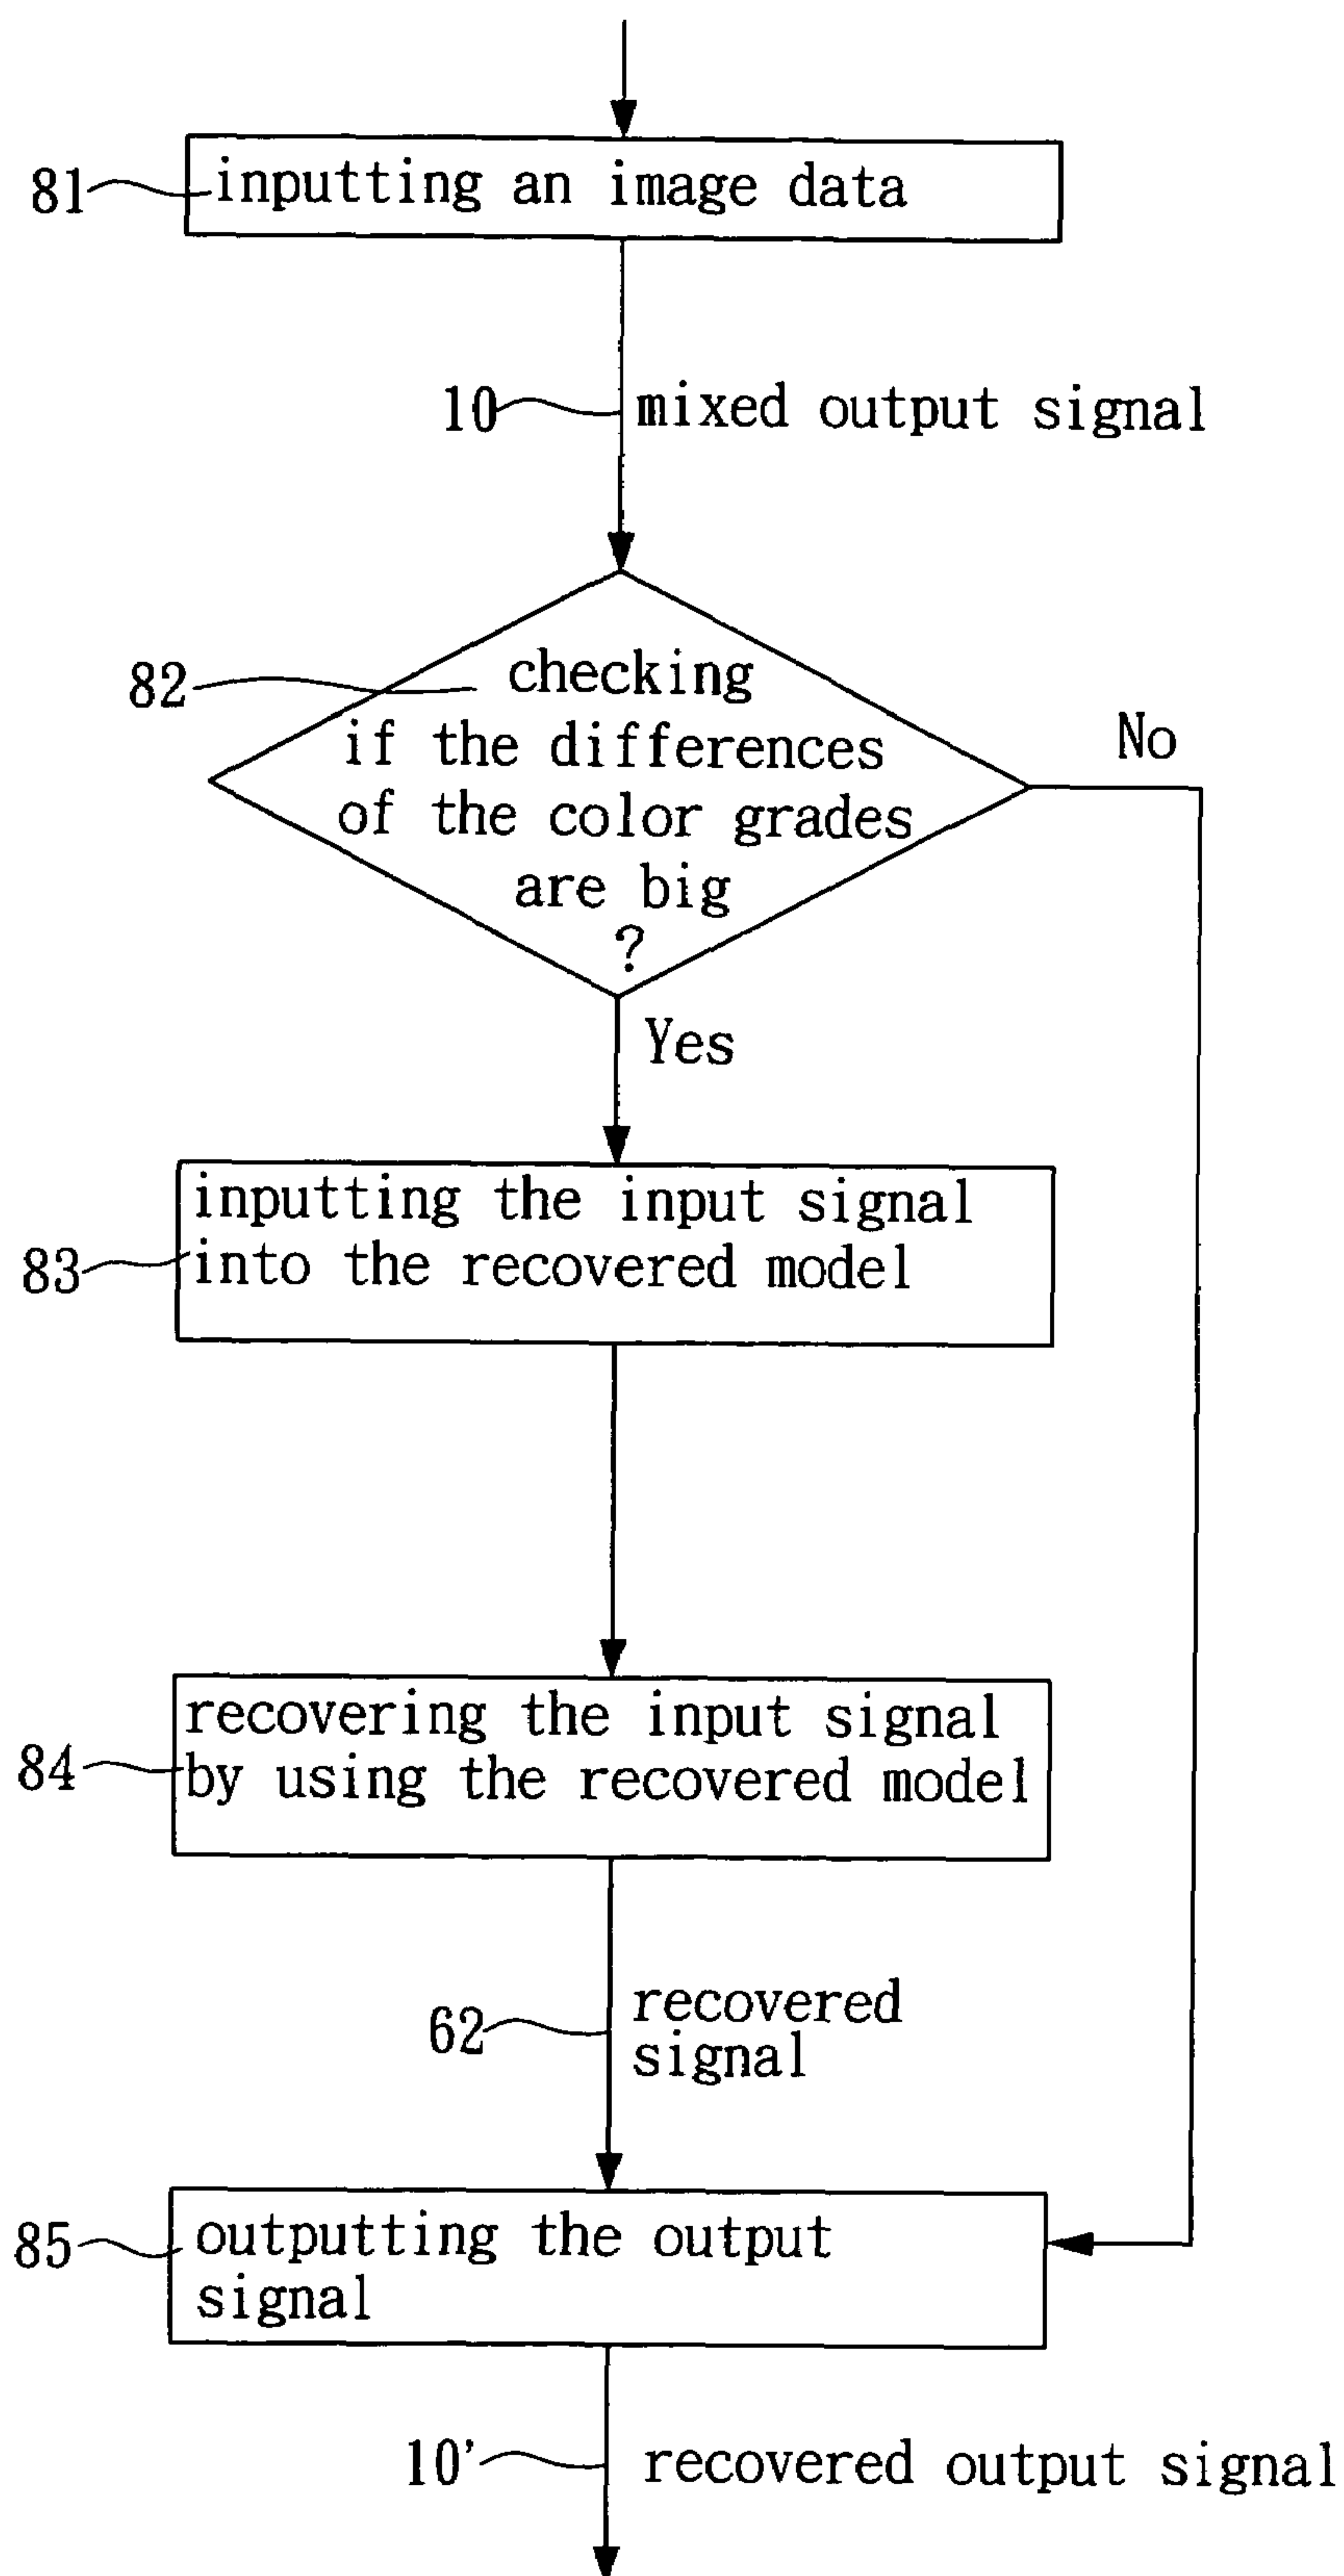 81 inputting an image data
10 mixed output signal
82 checking
if the differences
of the color grades
are big
?
No
Yes
inputting the input signal
83 into the recovered model
recovering the input signal
84 by using the recovered model
62 recovered
signal
85 outputting the output
signal
10' recovered output signal